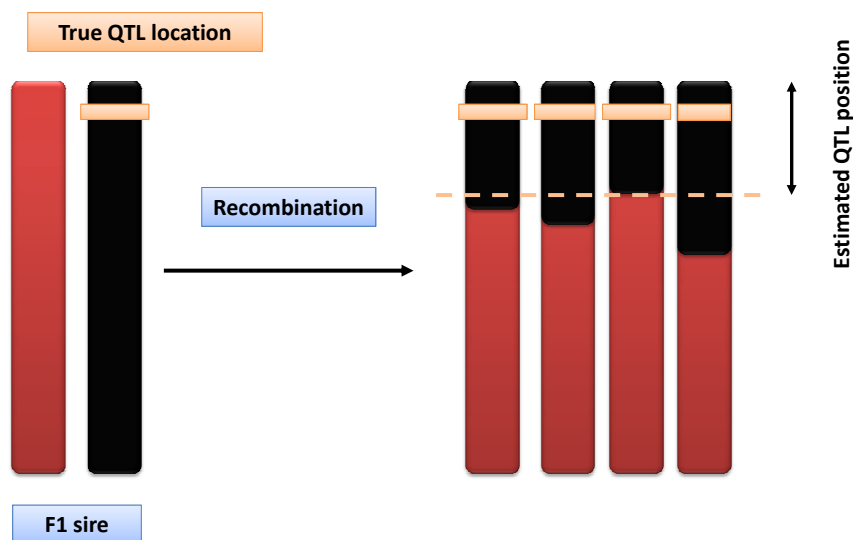 True QTL location
Recombination
Estimated QTL position
F1 sire